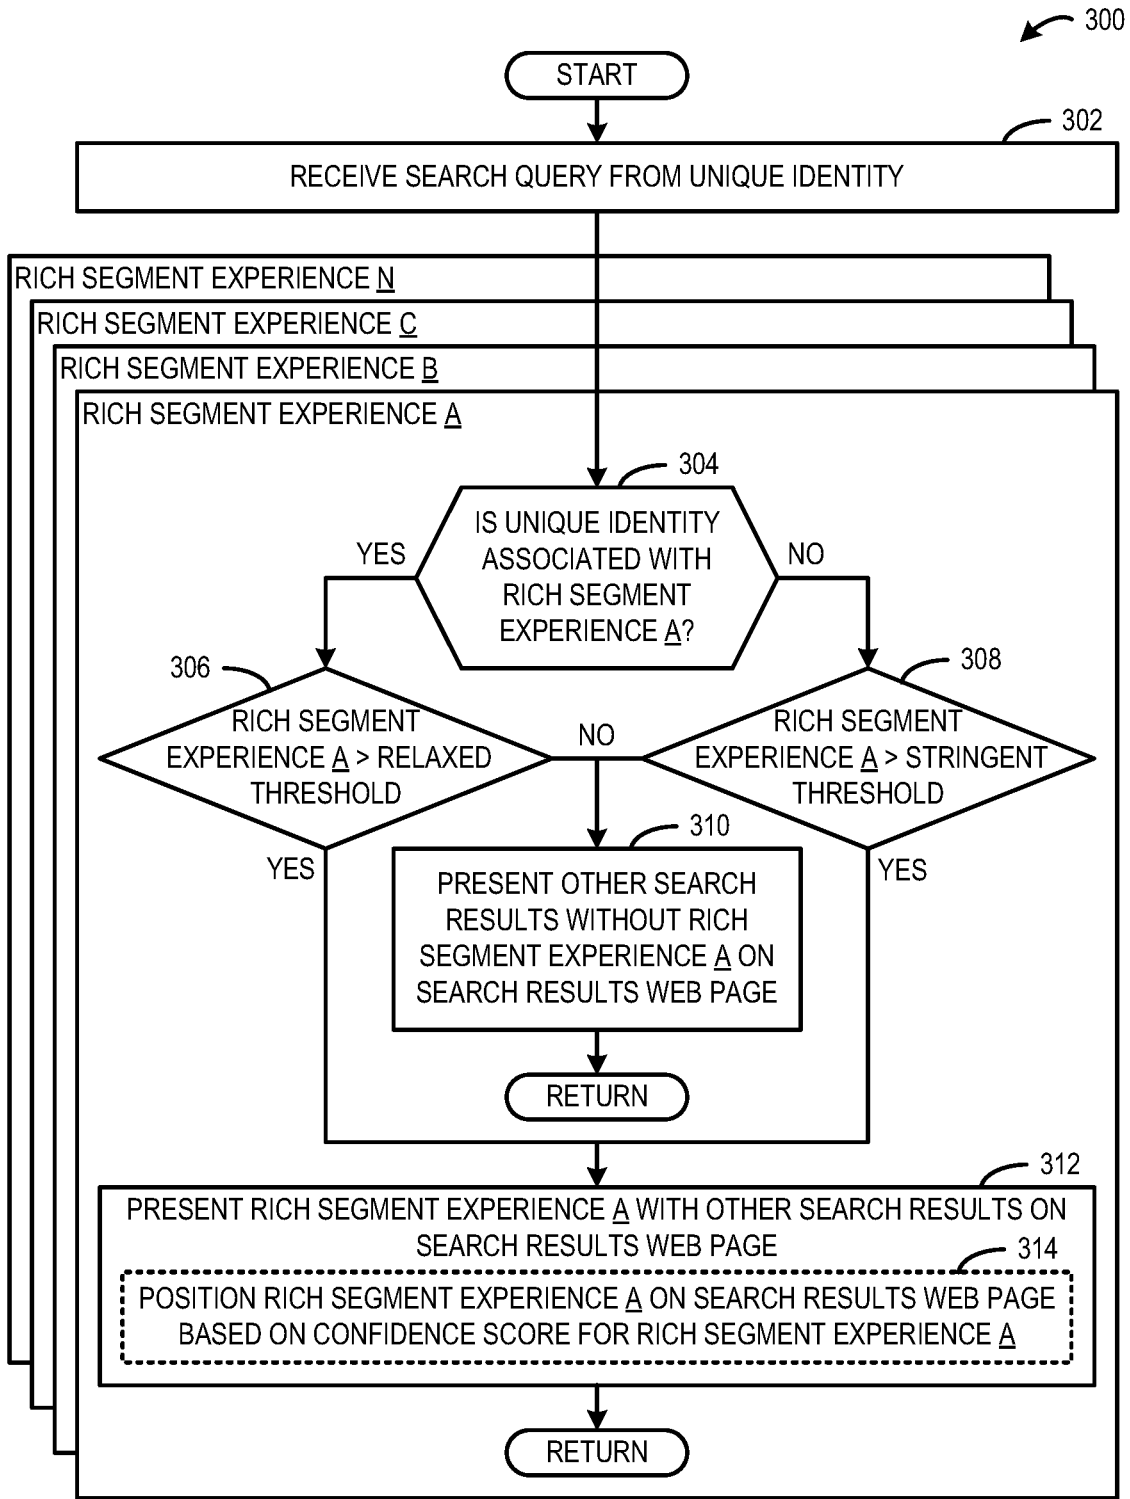 300
START
302
RECEIVE SEARCH QUERY FROM UNIQUE IDENTITY
RICH SEGMENT EXPERIENCE N
RICH SEGMENT EXPERIENCE C
RICH SEGMENT EXPERIENCE B
RICH SEGMENT EXPERIENCE A
304
IS UNIQUE IDENTITY
ASSOCIATED WITH
RICH SEGMENT
EXPERIENCE A?
YES
NO
306
RICH SEGMENT
EXPERIENCE A > RELAXED
THRESHOLD
NO
308
RICH SEGMENT
EXPERIENCE A > STRINGENT
THRESHOLD
YES
YES
310
PRESENT OTHER SEARCH
RESULTS WITHOUT RICH
SEGMENT EXPERIENCE A ON
SEARCH RESULTS WEB PAGE
RETURN
312
PRESENT RICH SEGMENT EXPERIENCE A WITH OTHER SEARCH RESULTS ON
SEARCH RESULTS WEB PAGE
314
POSITION RICH SEGMENT EXPERIENCE A ON SEARCH RESULTS WEB PAGE
BASED ON CONFIDENCE SCORE FOR RICH SEGMENT EXPERIENCE A
RETURN